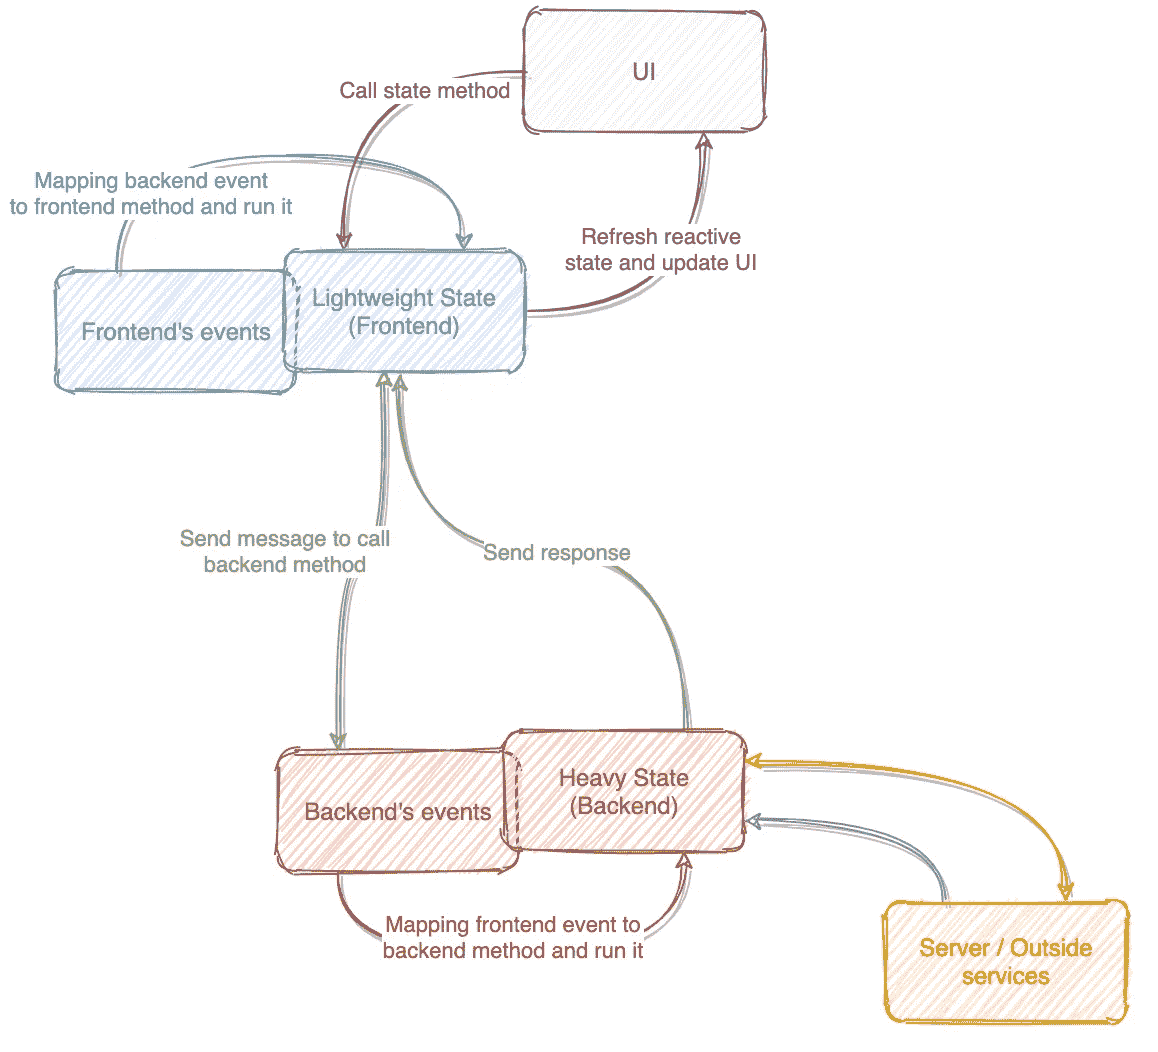 UI
Call state method
Mapping backend event
to frontend method and run it
Refresh reactive
state and update UI
Lightweight State
(Frontend)
Frontend's events
Send message to call
backend method
Send response
Heavy State
(Backend)
Backend's events
Mapping frontend event to
backend method and run it
Server / Outside
services